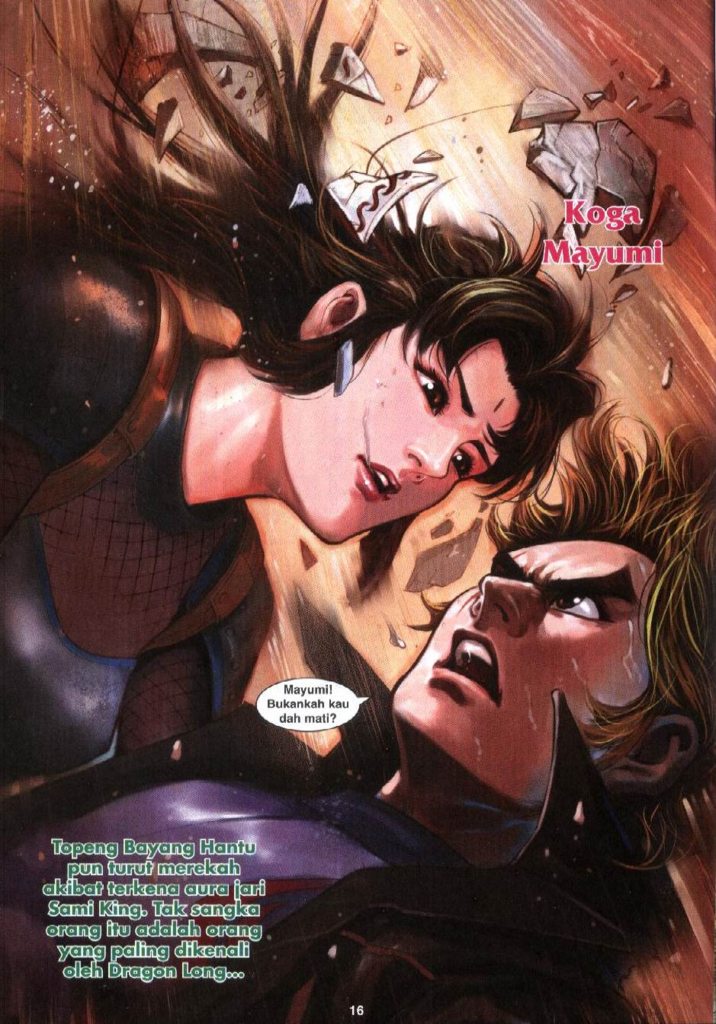 Koga
Mayumi
Mayumi!
Bukankah kau
dah mati?
Topeng Bayang Hantu
pun turut merekah
akibat terkena aura jari
Sami King. Tak sangka
orang itu adalah orang
yang paling dikenali
oleh Dragon Long...
16